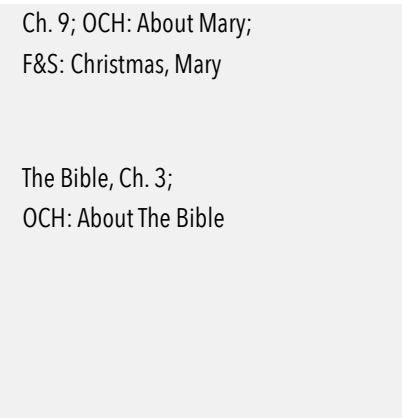 Ch. 9; OCH: About Mary;
F&S: Christmas, Mary
The Bible, Ch. 3;
OCH: About The Bible